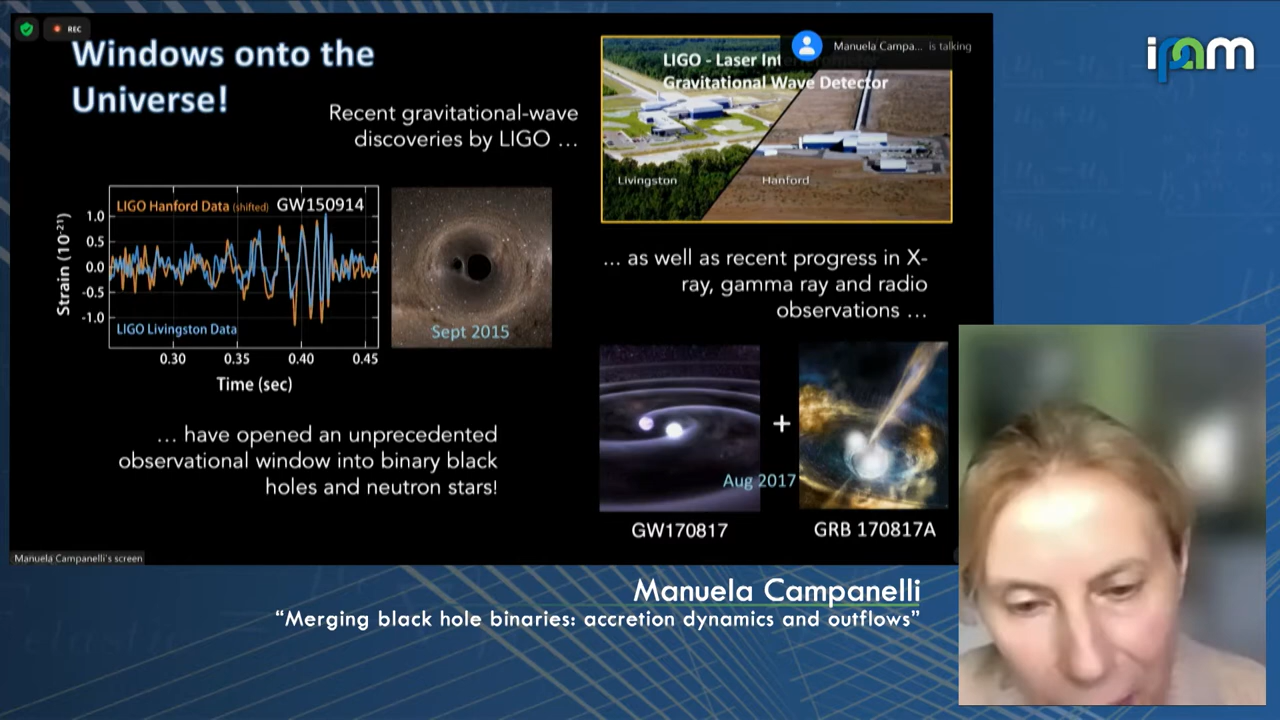 REC
Windows onto the
Universe!
Recent gravitational-wave
discoveries by LIGO …
LIGO - Laser
Gravitational Wave Detector
Manuela Campa... is talking
Livingston
Hanford
ipam
LIGO Hanford Data (shifted) GW150914
Strain (10⁻²¹)
1.0
0.5
0.0
-0.5
-1.0
LIGO Livingston Data
0.30 0.35 0.40 0.45
Time (sec)
Sept 2015
… as well as recent progress in X-
ray, gamma ray and radio
observations …
… have opened an unprecedented
observational window into binary black
holes and neutron stars!
+
Aug 2017
GW170817
GRB 170817A
Manuela Campanelli's screen
Manuela Campanelli
“Merging black hole binaries: accretion dynamics and outflows”